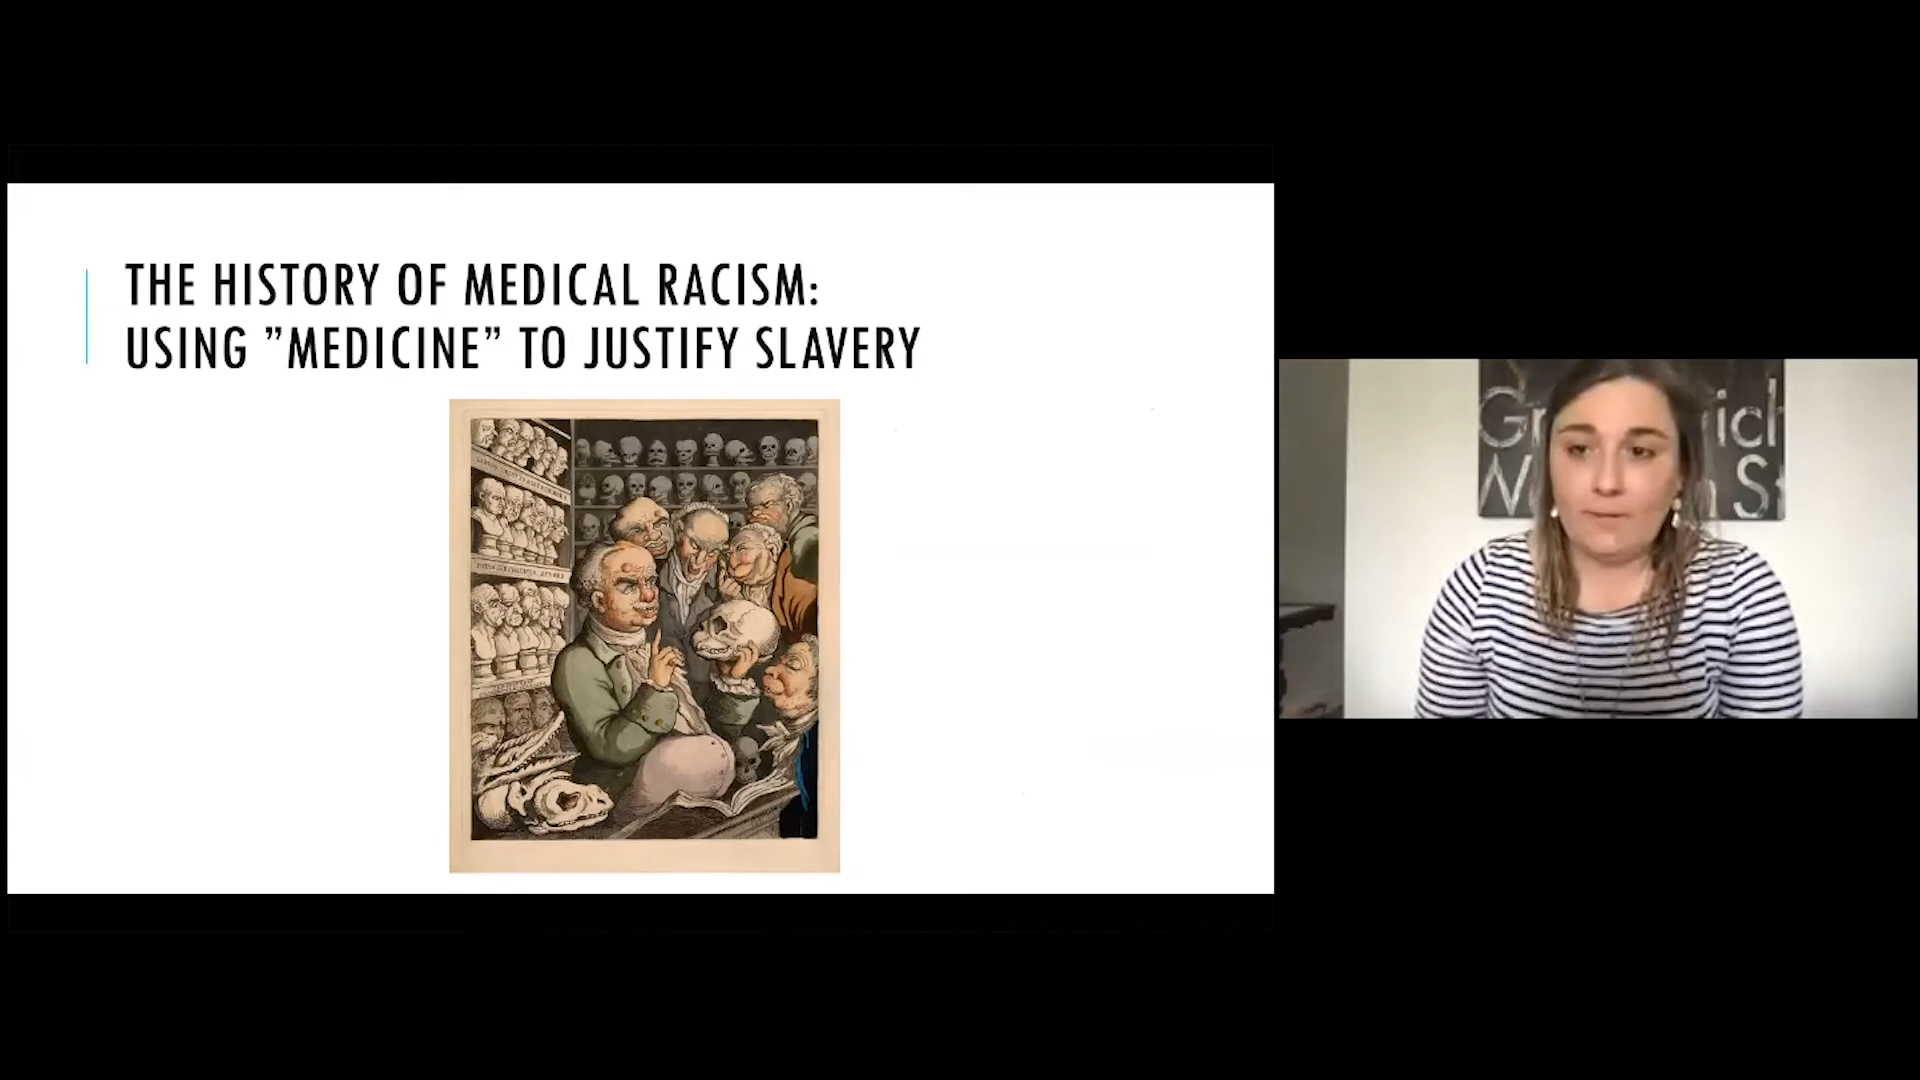 THE HISTORY OF MEDICAL RACISM:
USING ”MEDICINE” TO JUSTIFY SLAVERY